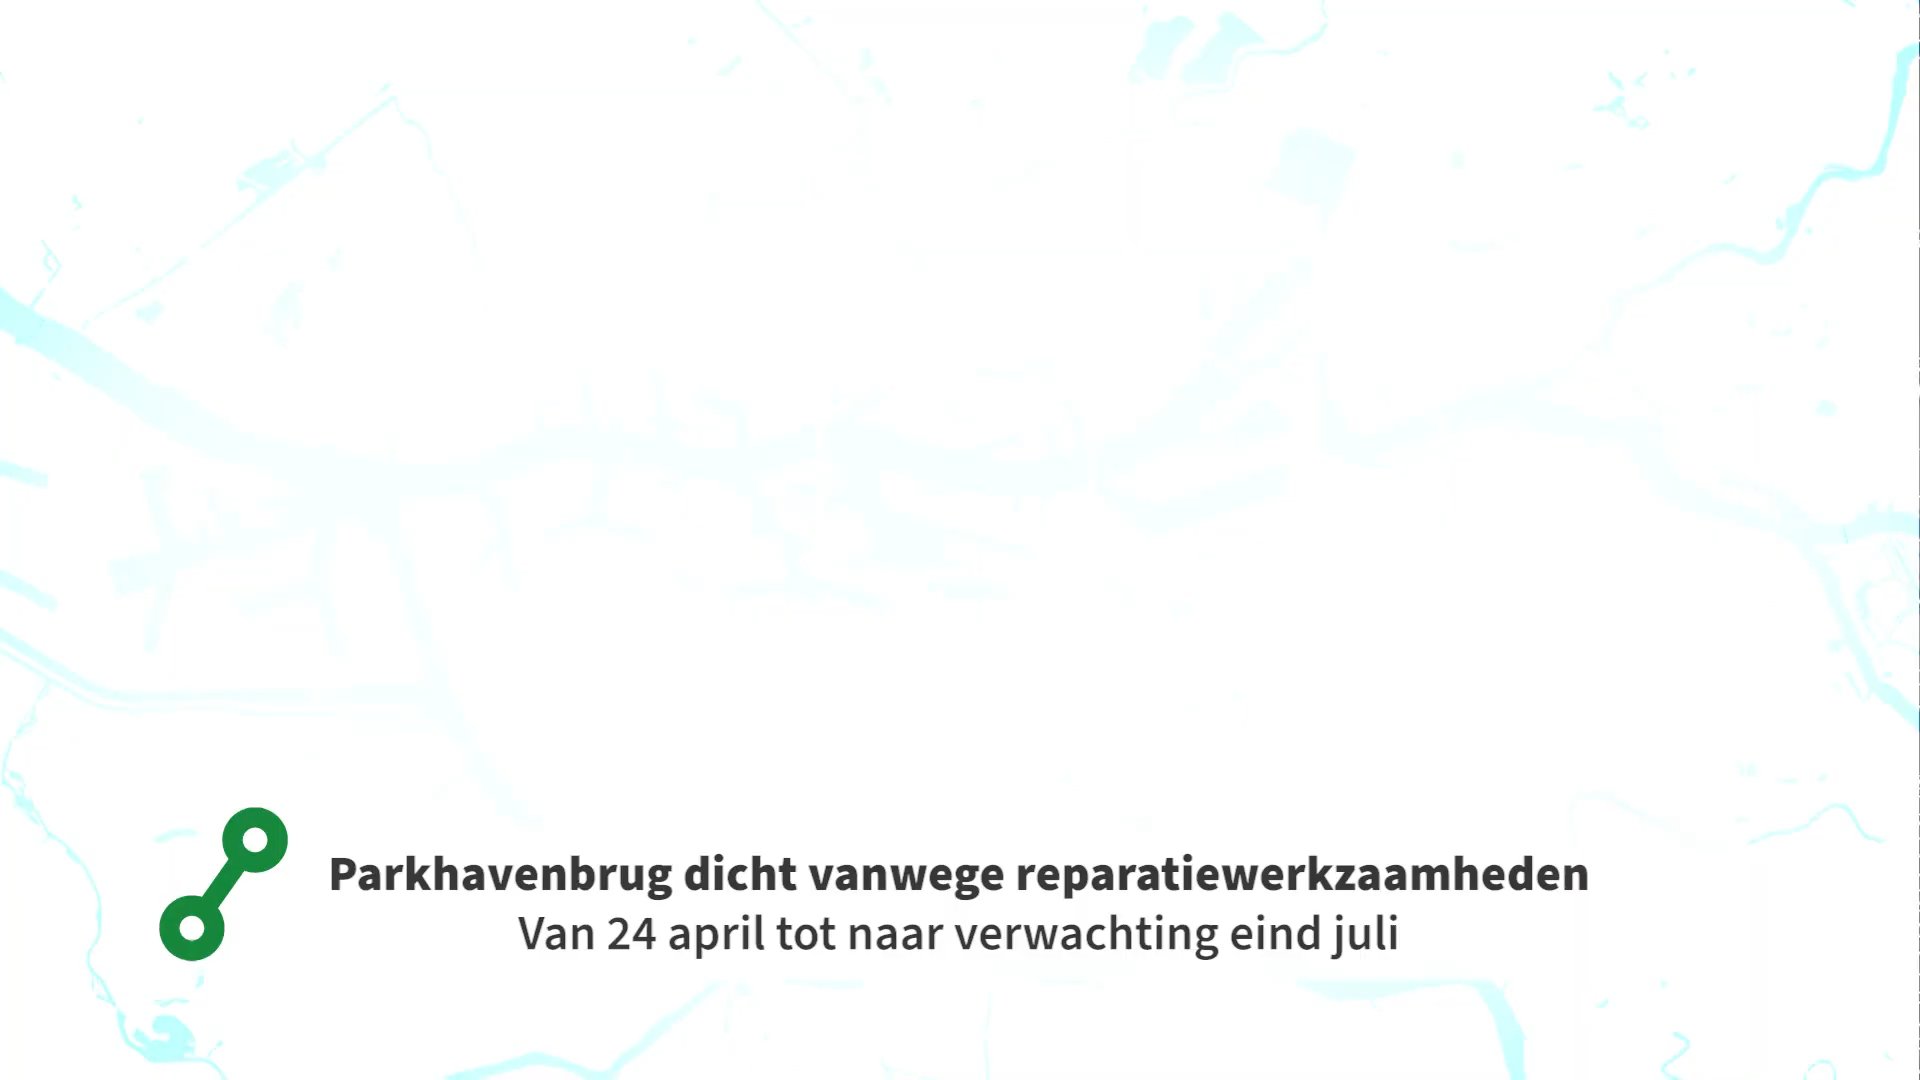 Parkhavenbrug dicht vanwege reparatiewerkzaamheden
Van 24 april tot naar verwachting eind juli